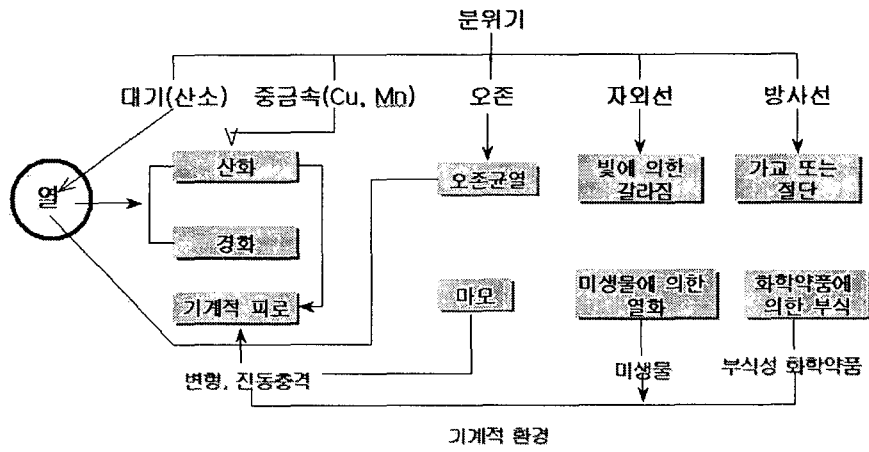 분위기
대기(산소) 중금속(Cu, Mn) 오존 자외선 방사선
열
산화
오존균열
빛에 의한
갈라짐
가교 또는
절단
경화
기계적 피로
마모
미생물에 의한
열화
화학약품에
의한 부식
변형, 진동충격
미생물
부식성 화학약품
기계적 환경